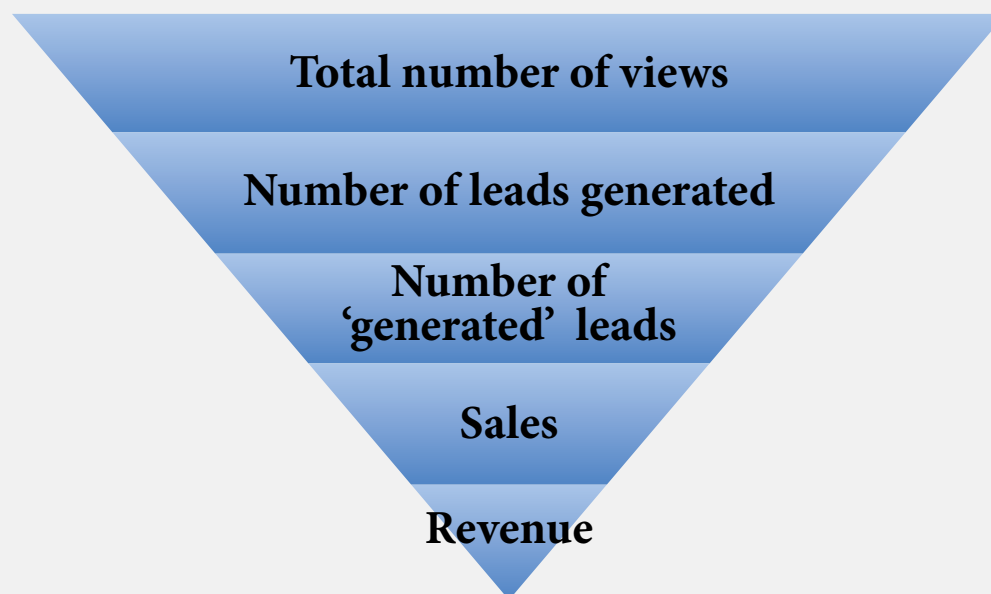 Total number of views
Number of leads generated
Number of
‘generated’ leads
Sales
Revenue